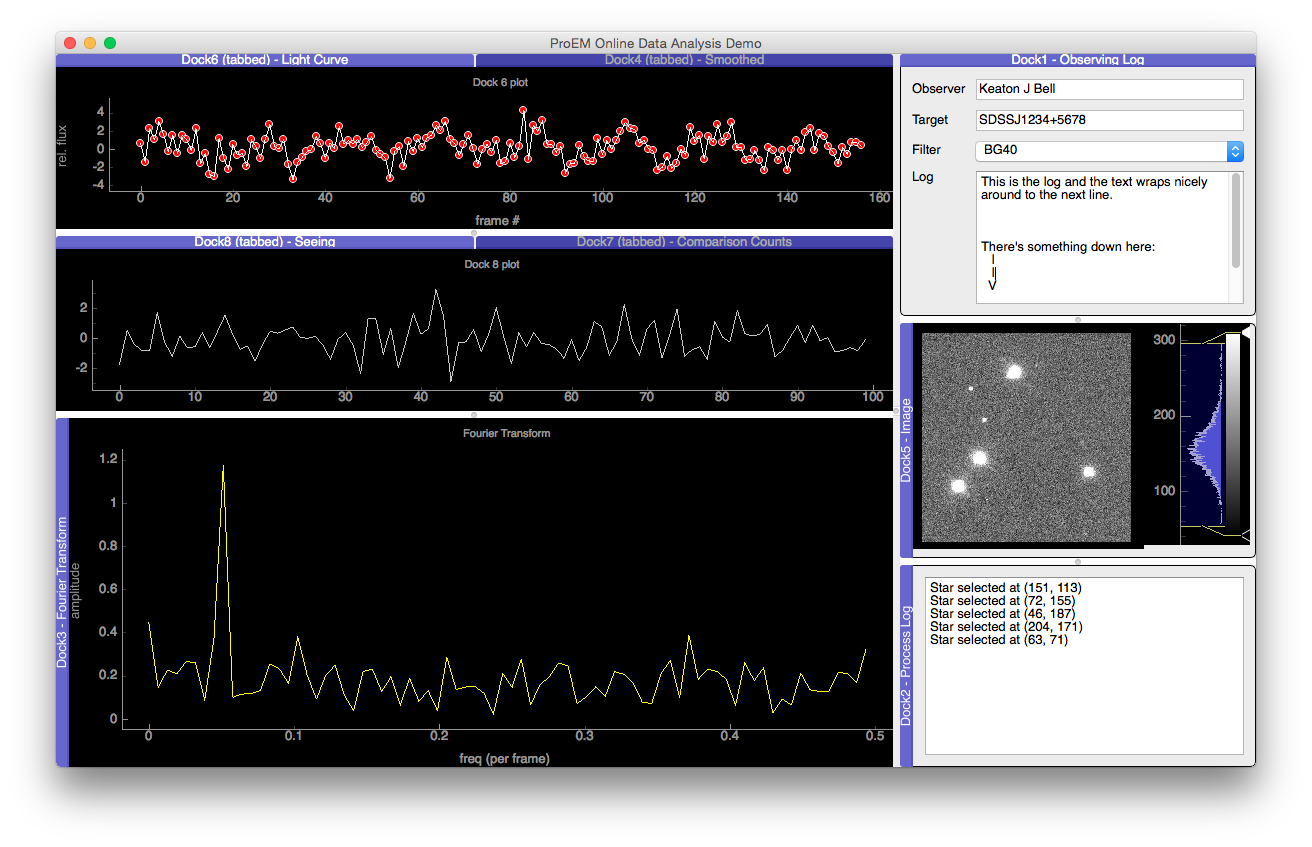 ProEM Online Data Analysis Demo
Dock6 (tabbed) - Light Curve
Dock4 (tabbed) - Smoothed
Dock 6 plot
rel. flux
4
2
0
-2
-4
0 20 40 60 80 100 120 140 160
frame #
Dock8 (tabbed) - Seeing
Dock7 (tabbed) - Comparison Counts
Dock 8 plot
2
0
-2
0 10 20 30 40 50 60 70 80 90 100
Dock3 - Fourier Transform
Fourier Transform
amplitude
1.2
1
0.8
0.6
0.4
0.2
0
0 0.1 0.2 0.3 0.4 0.5
freq (per frame)
Dock1 - Observing Log
Observer Keaton J Bell
Target SDSSJ1234+5678
Filter BG40
Log
This is the log and the text wraps nicely
around to the next line.
There's something down here:
|
||
V
Dock5 - Image
300
200
100
Dock2 - Process Log
Star selected at (151, 113)
Star selected at (72, 155)
Star selected at (46, 187)
Star selected at (204, 171)
Star selected at (63, 71)